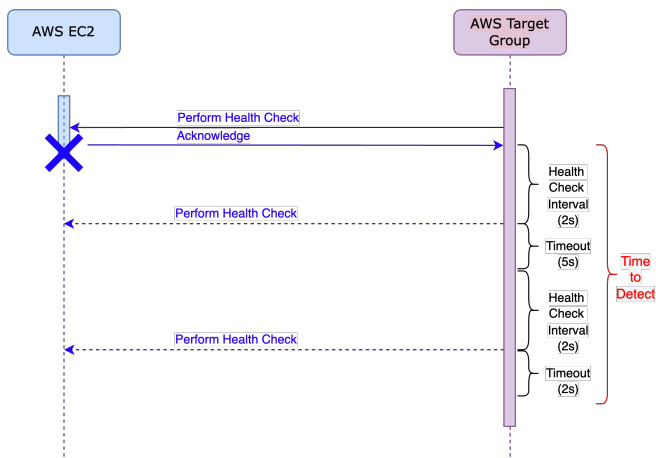 AWS EC2
AWS Target
Group
Perform Health Check
Acknowledge
Health
Check
Interval
(2s)
Perform Health Check
Timeout
(5s)
Time
to
Detect
Health
Check
Interval
(2s)
Perform Health Check
Timeout
(2s)